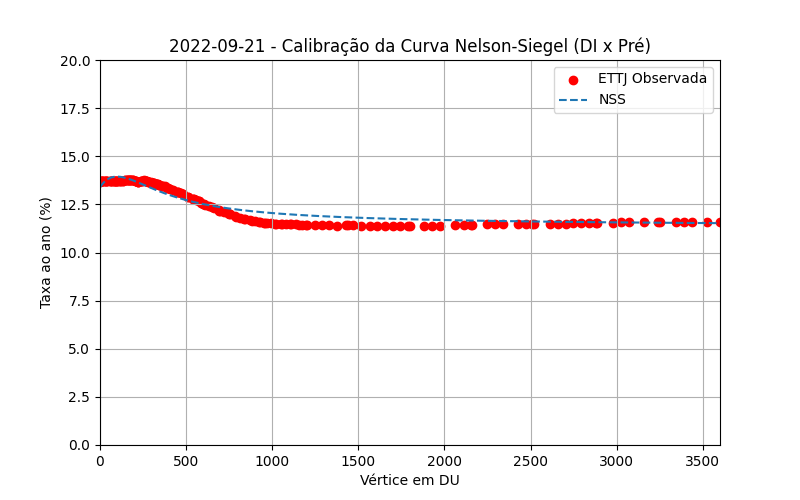 2022-09-21 - Calibração da Curva Nelson-Siegel (DI x Pré)
ETTJ Observada
NSS
Taxa ao ano (%)
20.0
17.5
15.0
12.5
10.0
7.5
5.0
2.5
0.0
0 500 1000 1500 2000 2500 3000 3500
Vértice em DU